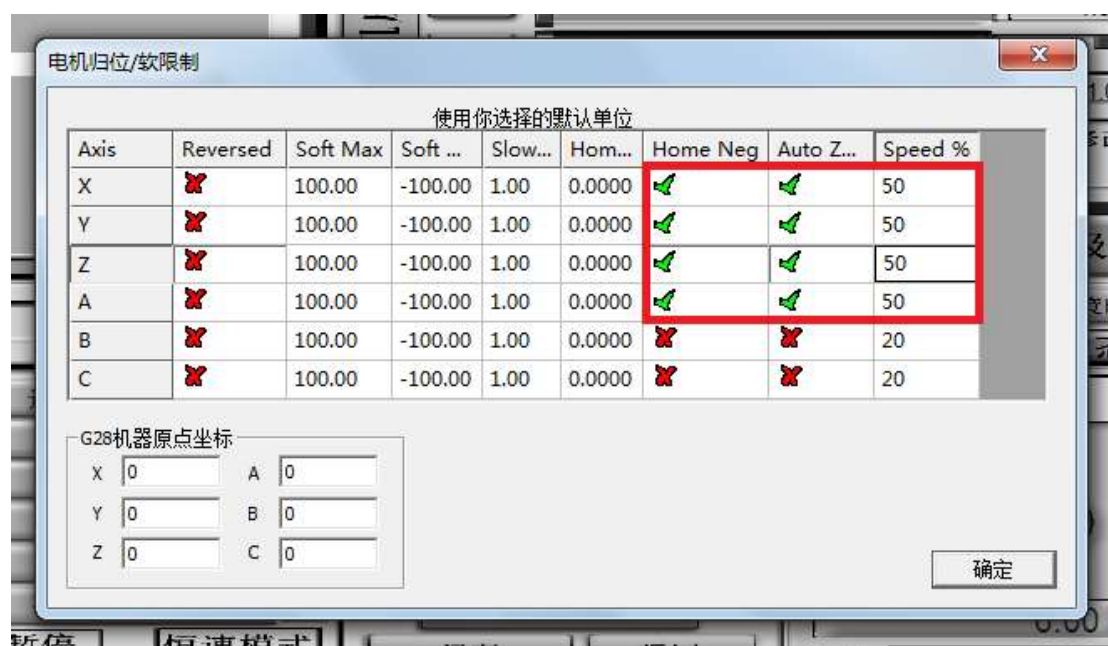 电机归位/软限制
使用你选择的默认单位
Axis Reversed Soft Max Soft ... Slow... Hom... Home Neg Auto Z... Speed %
X 100.00 -100.00 1.00 0.0000 50
Y 100.00 -100.00 1.00 0.0000 50
Z 100.00 -100.00 1.00 0.0000 50
A 100.00 -100.00 1.00 0.0000 50
B 100.00 -100.00 1.00 0.0000 20
C 100.00 -100.00 1.00 0.0000 20
G28机器原点坐标
X 0 A 0
Y 0 B 0
Z 0 C 0
确定
暂停 恒速模式 0.00